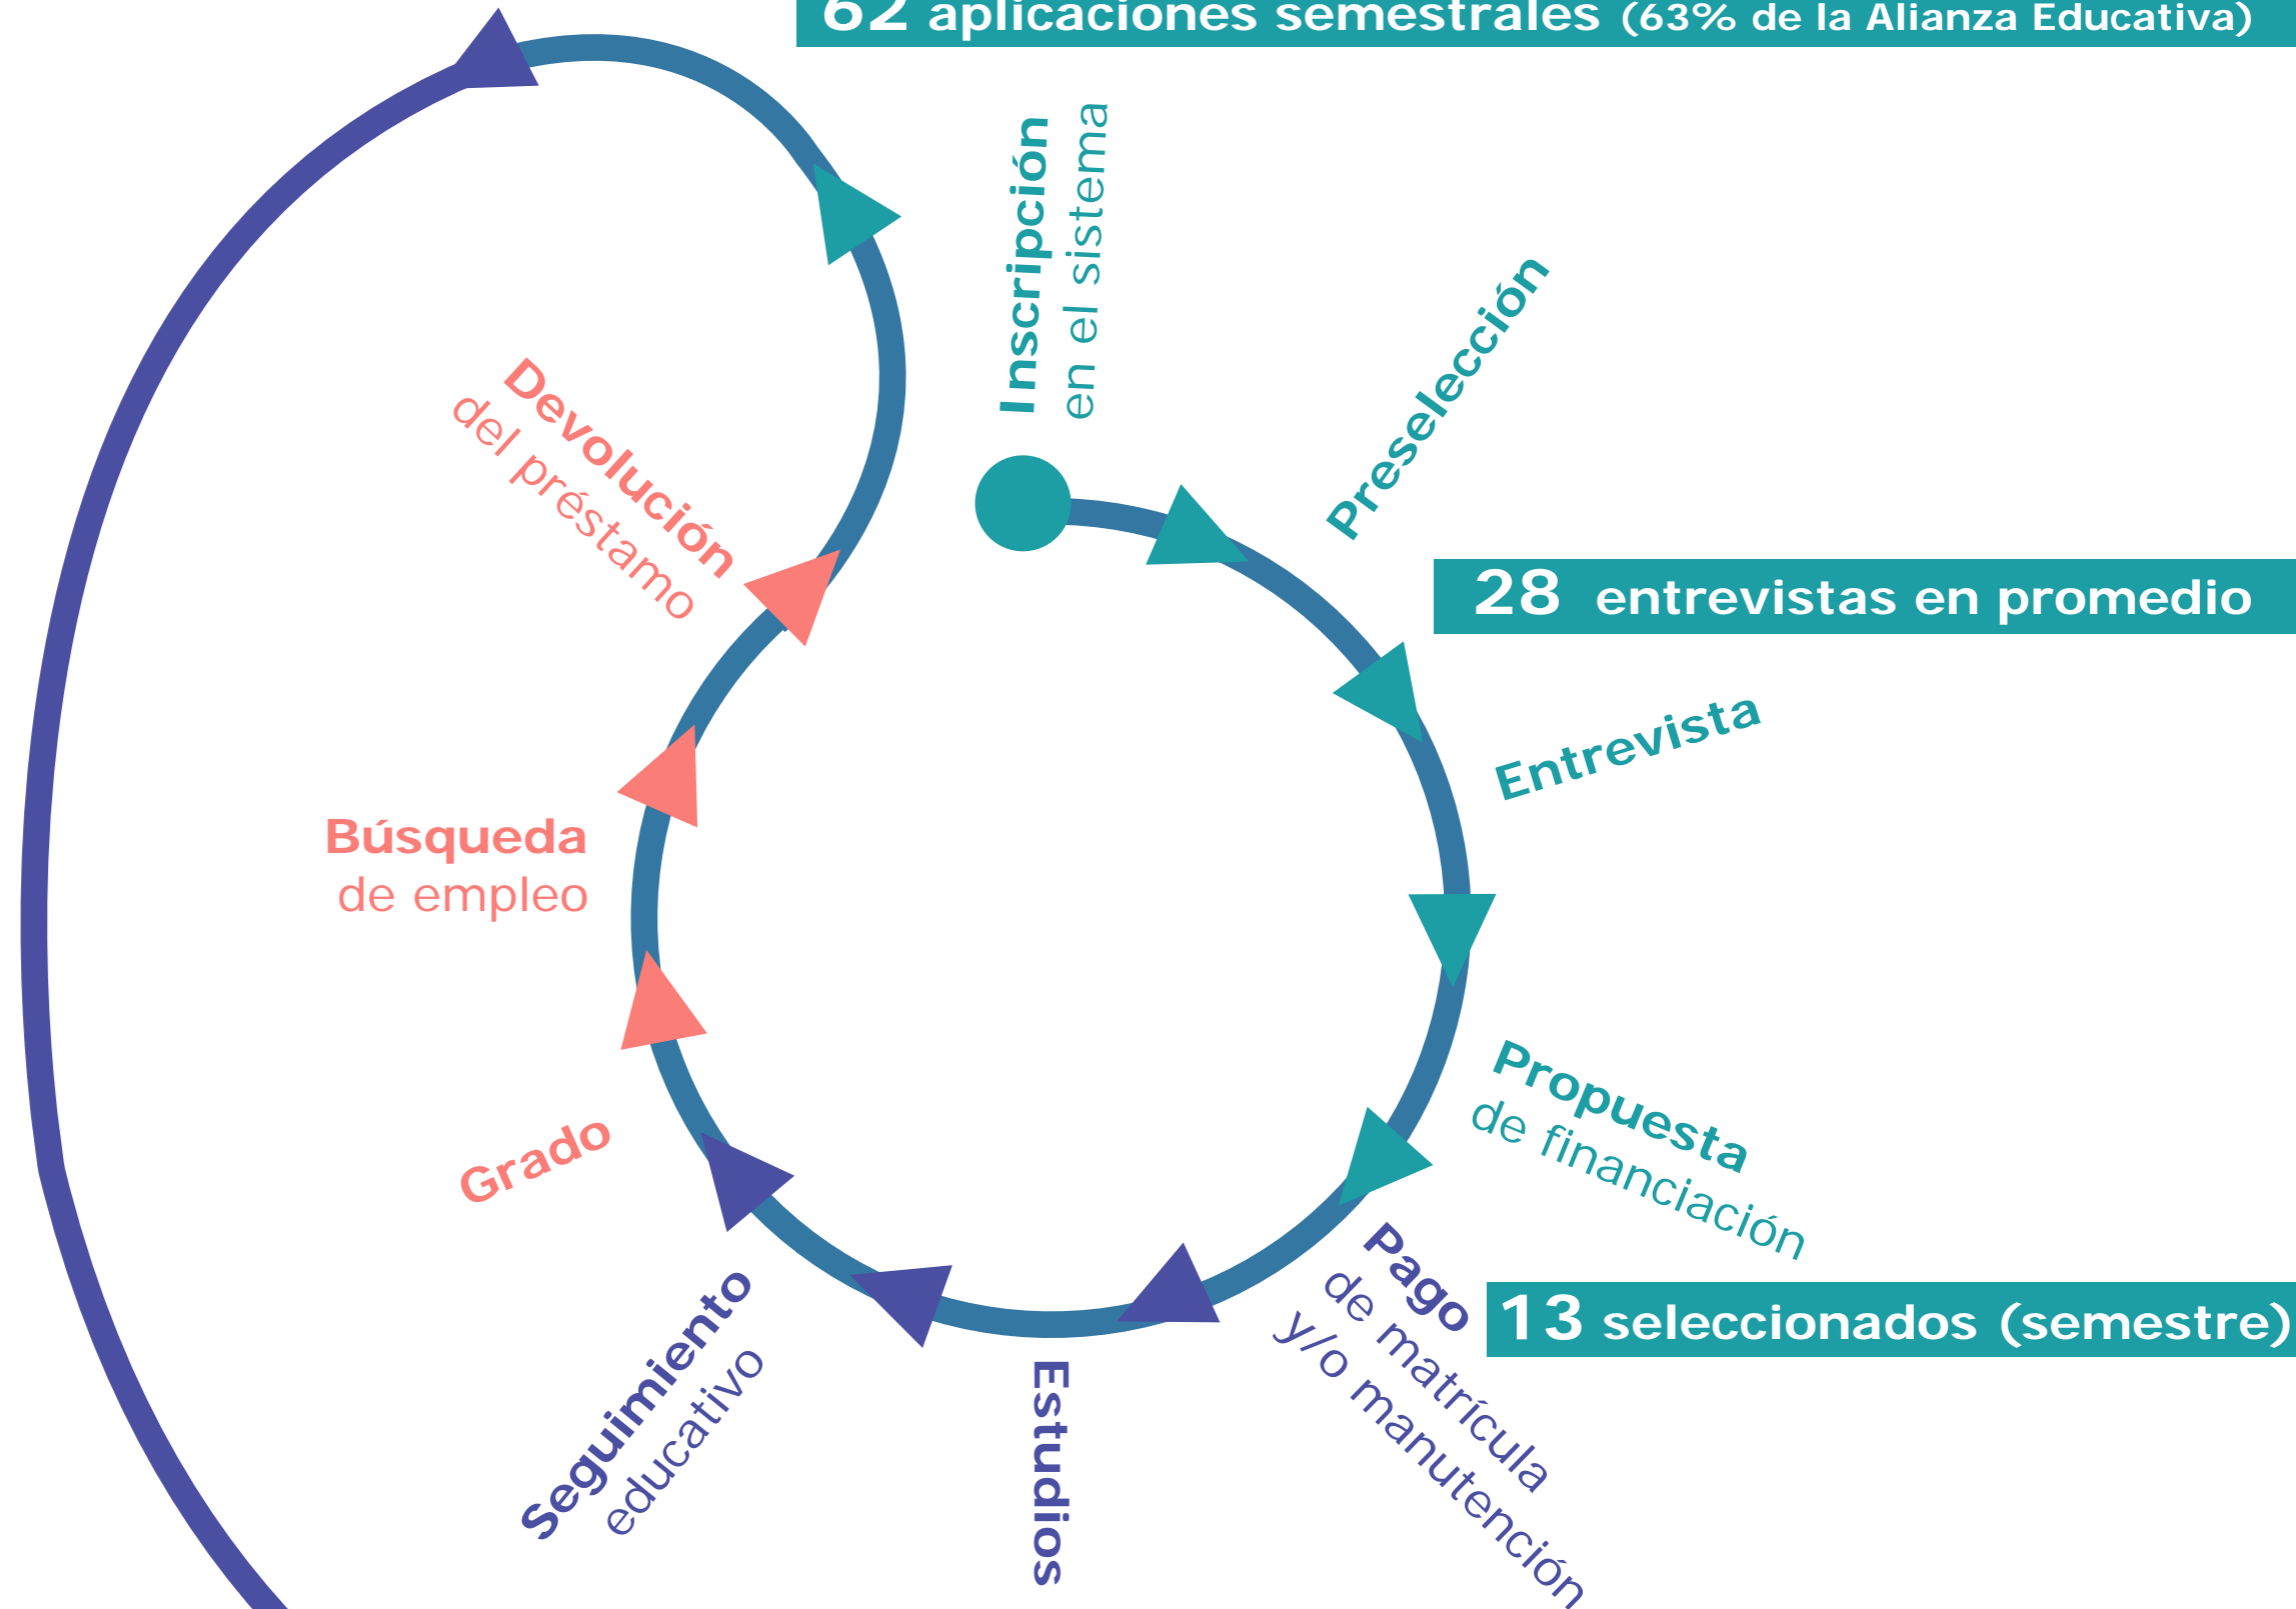 62 aplicaciones semestrales (63% de la Alianza Educativa)
Inscripción
en el sistema
Preselección
28 entrevistas en promedio
Entrevista
Propuesta
de financiación
13 seleccionados (semestre)
Pago
de matrícula
y/o manutención
Estudios
Seguimiento
educativo
Grado
Búsqueda
de empleo
Devolución
del préstamo